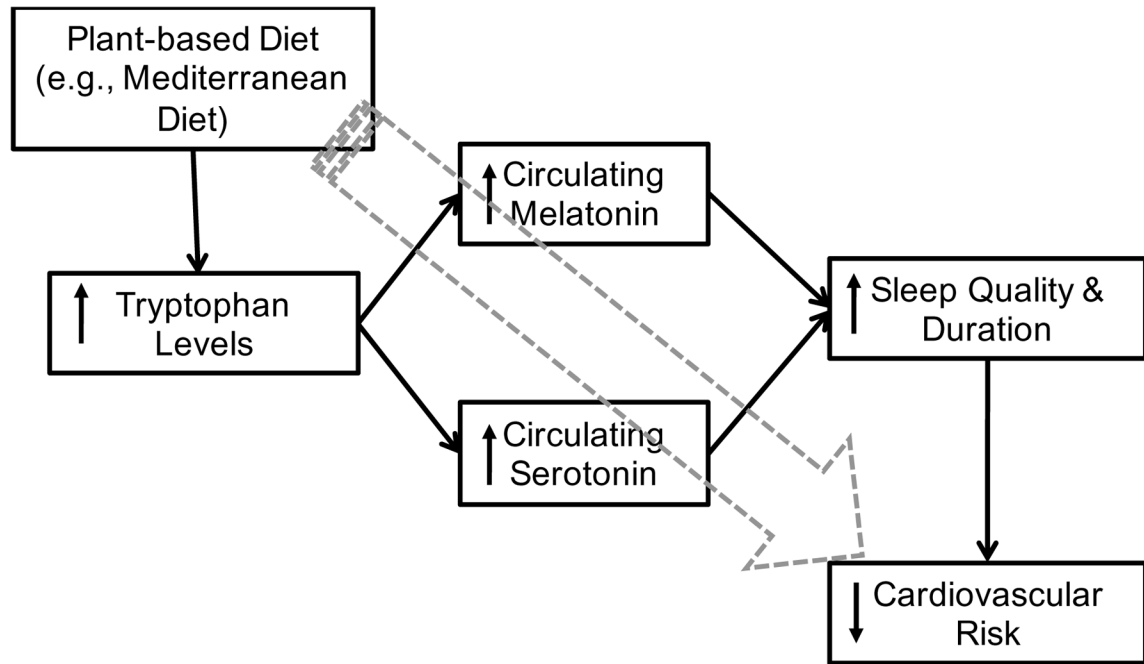 Plant-based Diet
(e.g., Mediterranean
Diet)
Circulating
Melatonin
Tryptophan
Levels
Sleep Quality &
Duration
Circulating
Serotonin
Cardiovascular
Risk